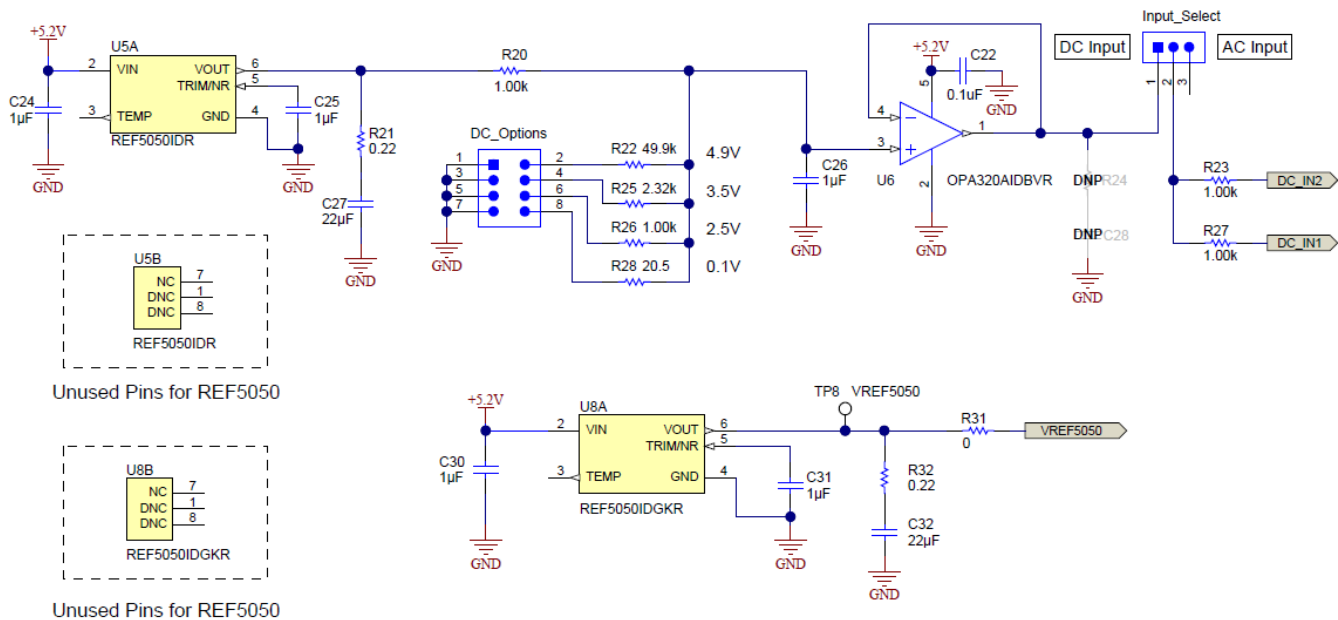 +5.2V
U5A
2 VIN VOUT 6
TRIM/NR 5
3 TEMP GND 4
REF5050IDR
C24
1µF
GND
C25
1µF
GND
R21
0.22
C27
22µF
GND
R20
1.00k
DC_Options
1 2
3 4
5 6
7 8
GND
R22 49.9k
4.9V
R25 2.32k
3.5V
R26 1.00k
2.5V
R28 20.5
0.1V
C26
1µF
GND
+5.2V
C22
0.1uF
GND
5
4
3
1
2
U6
OPA320AIDBVR
GND
Input_Select
DC Input
AC Input
1
2
3
DNP R24
DNP C28
GND
R23
1.00k
DC_IN2
R27
1.00k
DC_IN1
U5B
NC 7
DNC 1
DNC 8
REF5050IDR
Unused Pins for REF5050
U8B
NC 7
DNC 1
DNC 8
REF5050IDGKR
Unused Pins for REF5050
+5.2V
U8A
2 VIN VOUT 6
TRIM/NR 5
3 TEMP GND 4
REF5050IDGKR
C30
1µF
GND
C31
1µF
GND
TP8 VREF5050
R31
0
VREF5050
R32
0.22
C32
22µF
GND